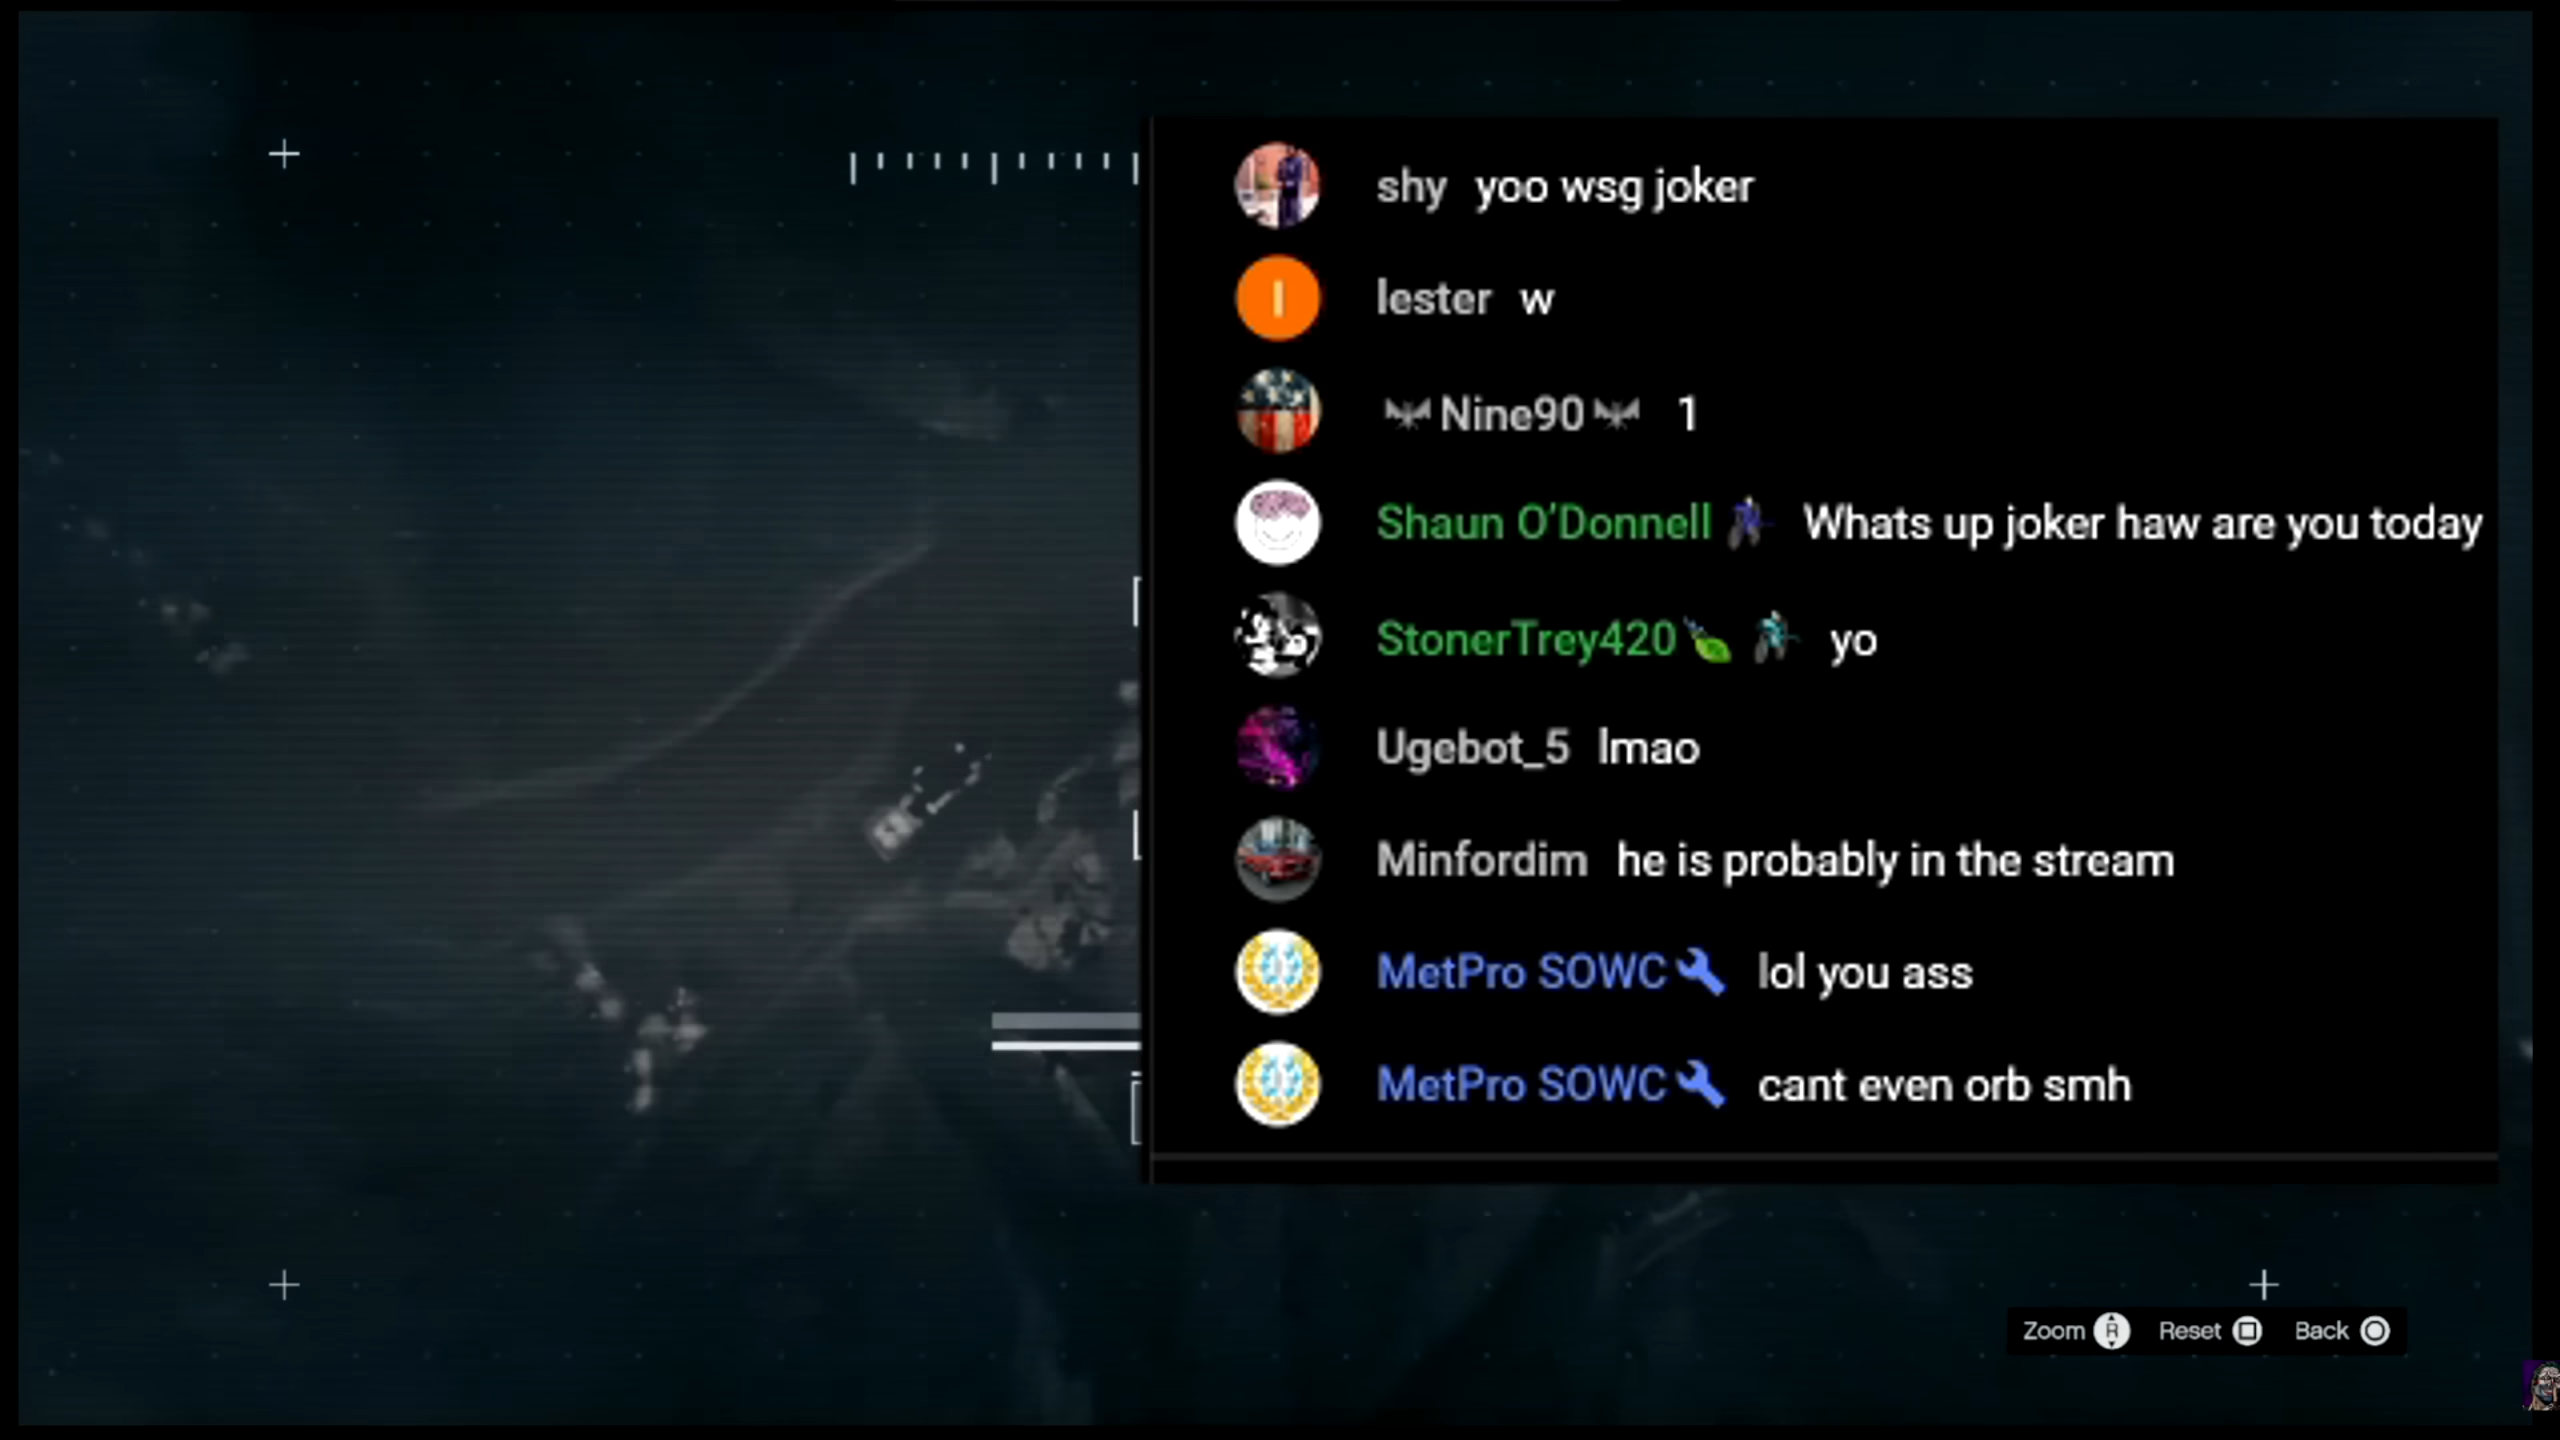 shy yoo wsg joker
l lester w
Nine90 1
Shaun O'Donnell Whats up joker haw are you today
StonerTrey420 yo
Ugebot_5 lmao
Minfordim he is probably in the stream
MetPro SOWC lol you ass
MetPro SOWC cant even orb smh
Zoom R Reset Back